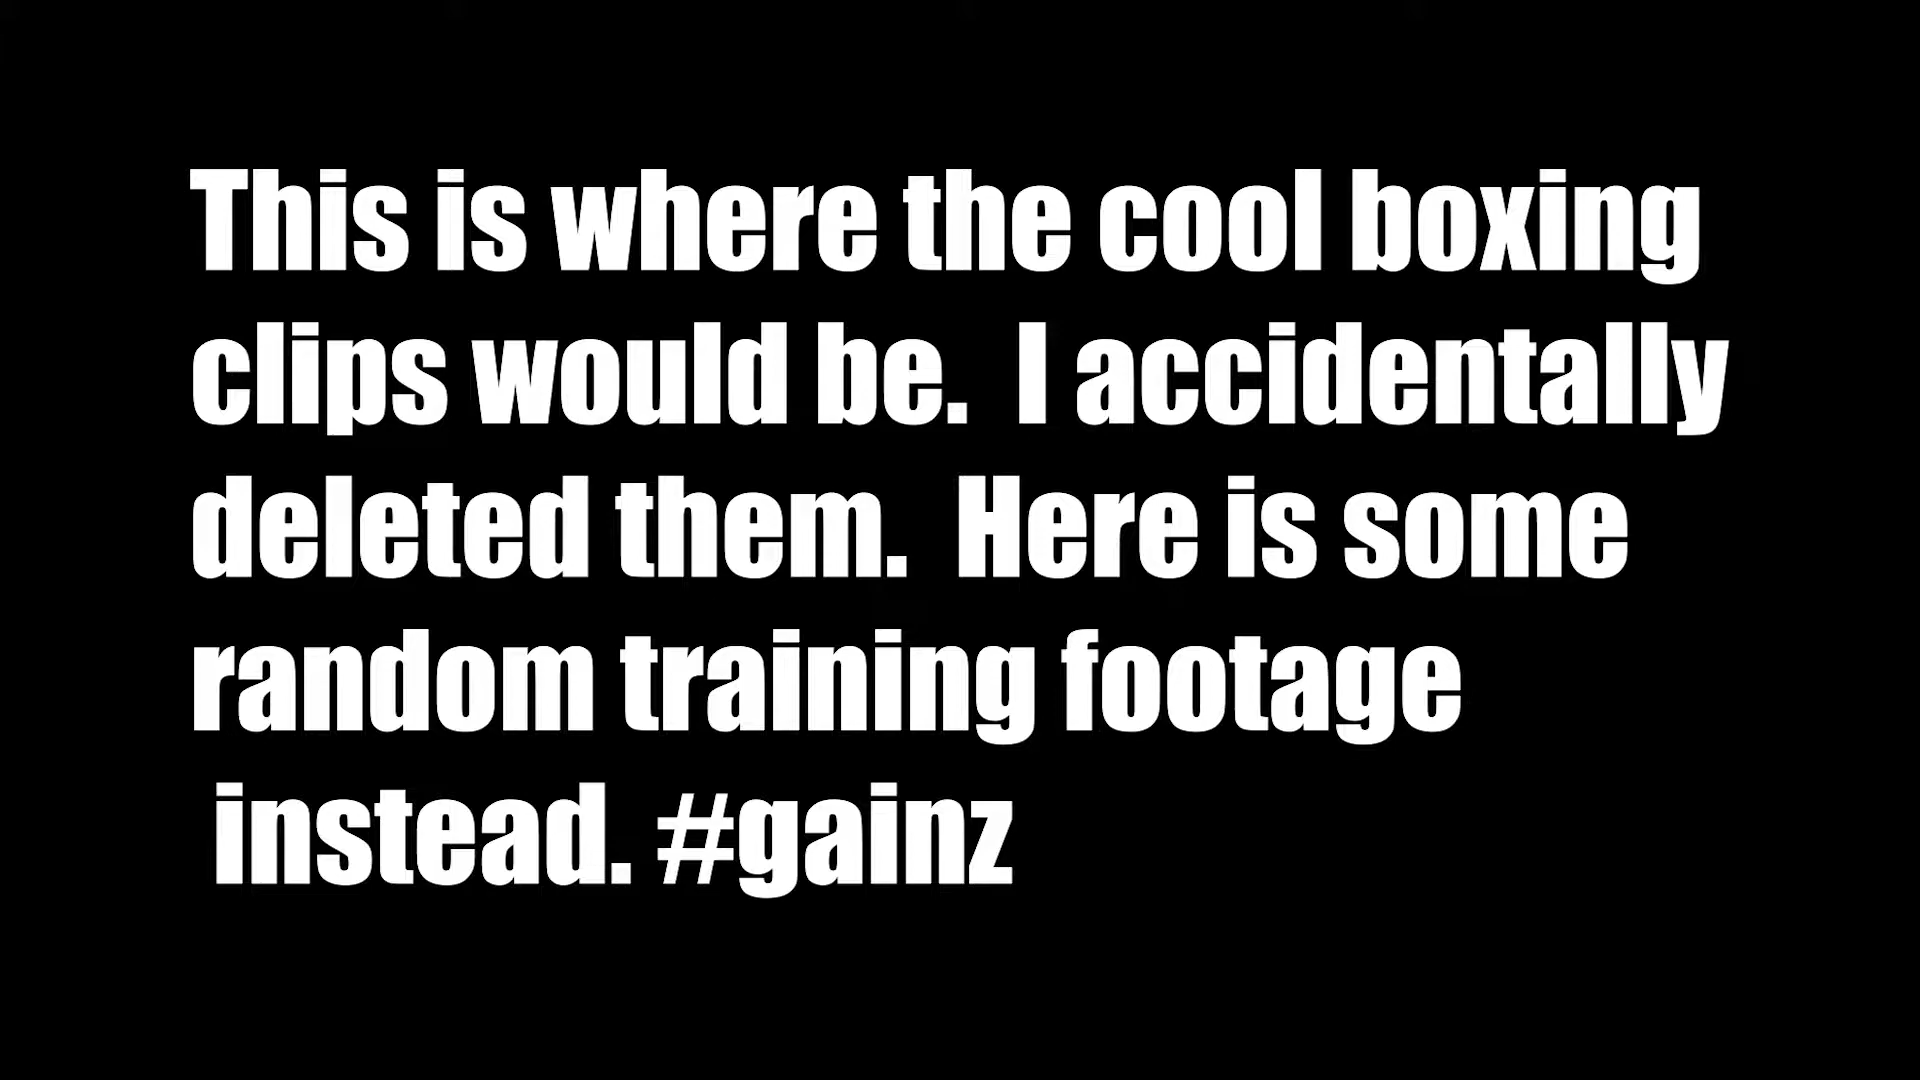 This is where the cool boxing
clips would be.  I accidentally
deleted them.  Here is some
random training footage
instead. #gainz